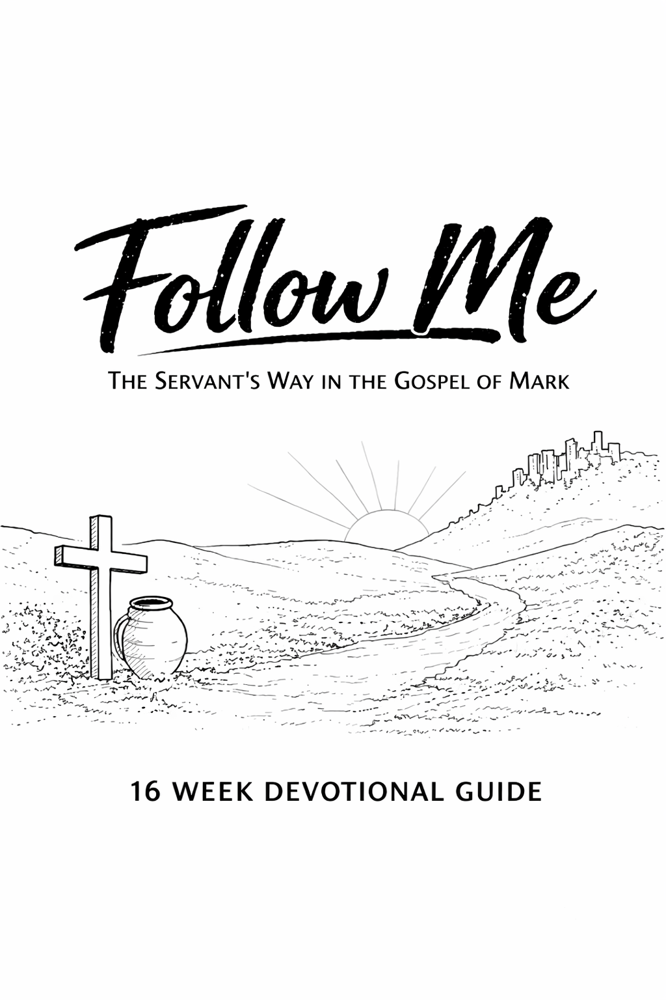 Follow Me
The Servant's Way in the Gospel of Mark
16 WEEK DEVOTIONAL GUIDE